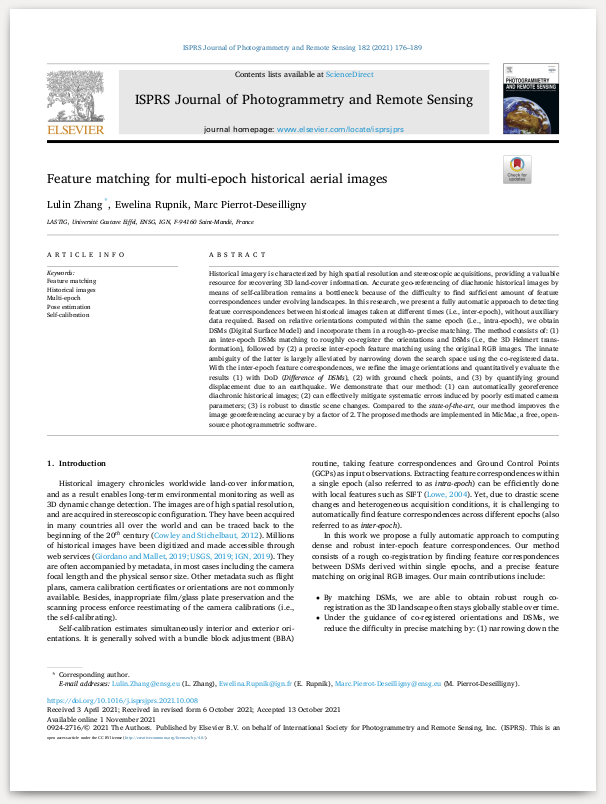 ISPRS Journal of Photogrammetry and Remote Sensing 182 (2021) 176–189
Contents lists available at ScienceDirect
ISPRS Journal of Photogrammetry and Remote Sensing
journal homepage: www.elsevier.com/locate/isprsjprs
ELSEVIER
PHOTOGRAMMETRY
AND REMOTE SENSING
Check for
updates
Feature matching for multi-epoch historical aerial images
Lulin Zhang *, Ewelina Rupnik, Marc Pierrot-Deseilligny
LASTIG, Université Gustave Eiffel, ENSG, IGN, F-94160 Saint-Mandé, France
ARTICLE INFO
Keywords:
Feature matching
Historical images
Multi-epoch
Pose estimation
Self-calibration
ABSTRACT
Historical imagery is characterized by high spatial resolution and stereoscopic acquisitions, providing a valuable
resource for recovering 3D land-cover information. Accurate geo-referencing of diachronic historical images by
means of self-calibration remains a bottleneck because of the difficulty to find sufficient amount of feature
correspondences under evolving landscapes. In this research, we present a fully automatic approach to detecting
feature correspondences between historical images taken at different times (i.e., inter-epoch), without auxiliary
data required. Based on relative orientations computed within the same epoch (i.e., intra-epoch), we obtain
DSMs (Digital Surface Model) and incorporate them in a rough-to-precise matching. The method consists of: (1)
an inter-epoch DSMs matching to roughly co-register the orientations and DSMs (i.e, the 3D Helmert trans-
formation), followed by (2) a precise inter-epoch feature matching using the original RGB images. The innate
ambiguity of the latter is largely alleviated by narrowing down the search space using the co-registered data.
With the inter-epoch feature correspondences, we refine the image orientations and quantitatively evaluate the
results (1) with DoD (Difference of DSMs), (2) with ground check points, and (3) by quantifying ground
displacement due to an earthquake. We demonstrate that our method: (1) can automatically georeference
diachronic historical images; (2) can effectively mitigate systematic errors induced by poorly estimated camera
parameters; (3) is robust to drastic scene changes. Compared to the state-of-the-art, our method improves the
image georeferencing accuracy by a factor of 2. The proposed methods are implemented in MicMac, a free, open-
source photogrammetric software.
1. Introduction
Historical imagery chronicles worldwide land-cover information,
and as a result enables long-term environmental monitoring as well as
3D dynamic change detection. The images are of high spatial resolution,
and are acquired in stereoscopic configuration. They have been acquired
in many countries all over the world and can be traced back to the
beginning of the 20th century (Cowley and Stichelbaut, 2012). Millions
of historical images have been digitized and made accessible through
web services (Giordano and Mallet, 2019; USGS, 2019; IGN, 2019). They
are often accompanied by metadata, in most cases including the camera
focal length and the physical sensor size. Other metadata such as flight
plans, camera calibration certificates or orientations are not commonly
available. Besides, inappropriate film/glass plate preservation and the
scanning process enforce reestimating of the camera calibrations (i.e.,
the self-calibrating).
Self-calibration estimates simultaneously interior and exterior ori-
entations. It is generally solved with a bundle block adjustment (BBA)
routine, taking feature correspondences and Ground Control Points
(GCPs) as input observations. Extracting feature correspondences within
a single epoch (also referred to as intra-epoch) can be efficiently done
with local features such as SIFT (Lowe, 2004). Yet, due to drastic scene
changes and heterogeneous acquisition conditions, it is challenging to
automatically find feature correspondences across different epochs (also
referred to as inter-epoch).
In this work we propose a fully automatic approach to computing
dense and robust inter-epoch feature correspondences. Our method
consists of a rough co-registration by finding feature correspondences
between DSMs derived within single epochs, and a precise feature
matching on original RGB images. Our main contributions include:
• By matching DSMs, we are able to obtain robust rough co-
registration as the 3D landscape often stays globally stable over time.
• Under the guidance of co-registered orientations and DSMs, we
reduce the difficulty in precise matching by: (1) narrowing down the
* Corresponding author.
E-mail addresses: Lulin.Zhang@ensg.eu (L. Zhang), Ewelina.Rupnik@ign.fr (E. Rupnik), Marc.Pierrot-Deseilligny@ensg.eu (M. Pierrot-Deseilligny).
https://doi.org/10.1016/j.isprsjprs.2021.10.008
Received 3 April 2021; Received in revised form 6 October 2021; Accepted 13 October 2021
Available online 1 November 2021
0924-2716/© 2021 The Authors. Published by Elsevier B.V. on behalf of International Society for Photogrammetry and Remote Sensing, Inc. (ISPRS). This is an
open access article under the CC BY license (http://creativecommons.org/licenses/by/4.0/).